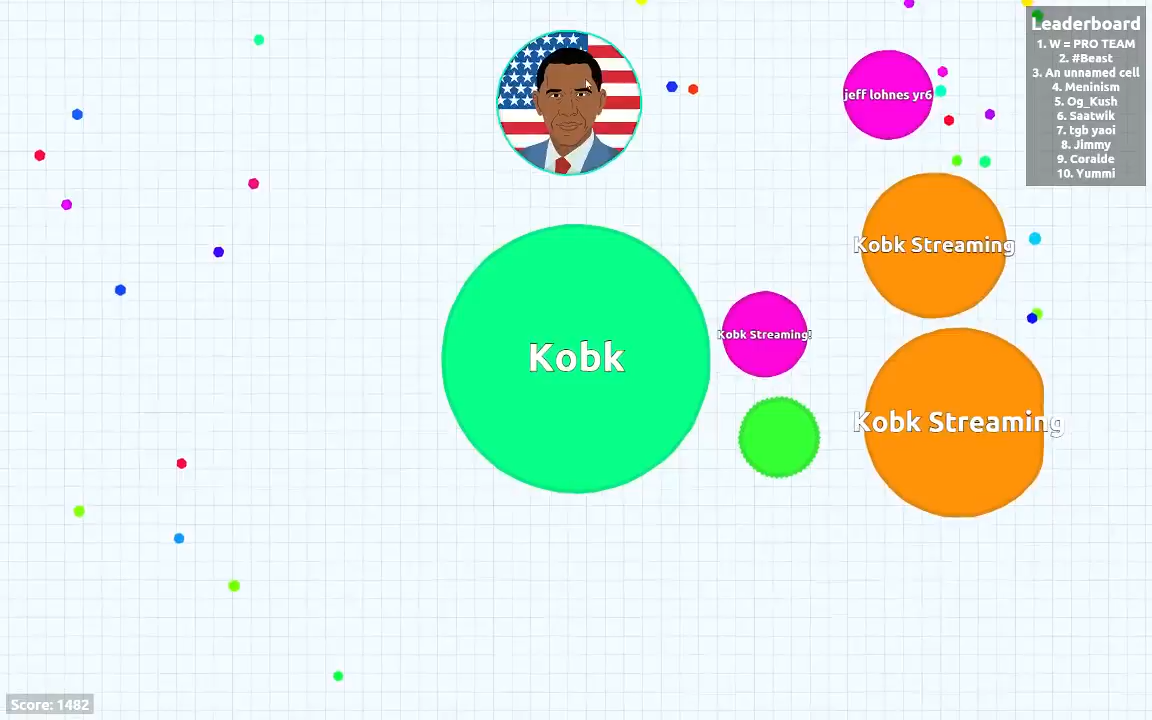 Leaderboard
1. W = PRO TEAM
2. #Beast
3. An unnamed cell
4. Meninism
5. Og_Kush
6. Saatwik
7. tgb yaoi
8. Jimmy
9. Coralde
10. Yummi
jeff lohnes yr6
Kobk Streaming
Kobk Streaming!
Kobk
Kobk Streaming
Score: 1482